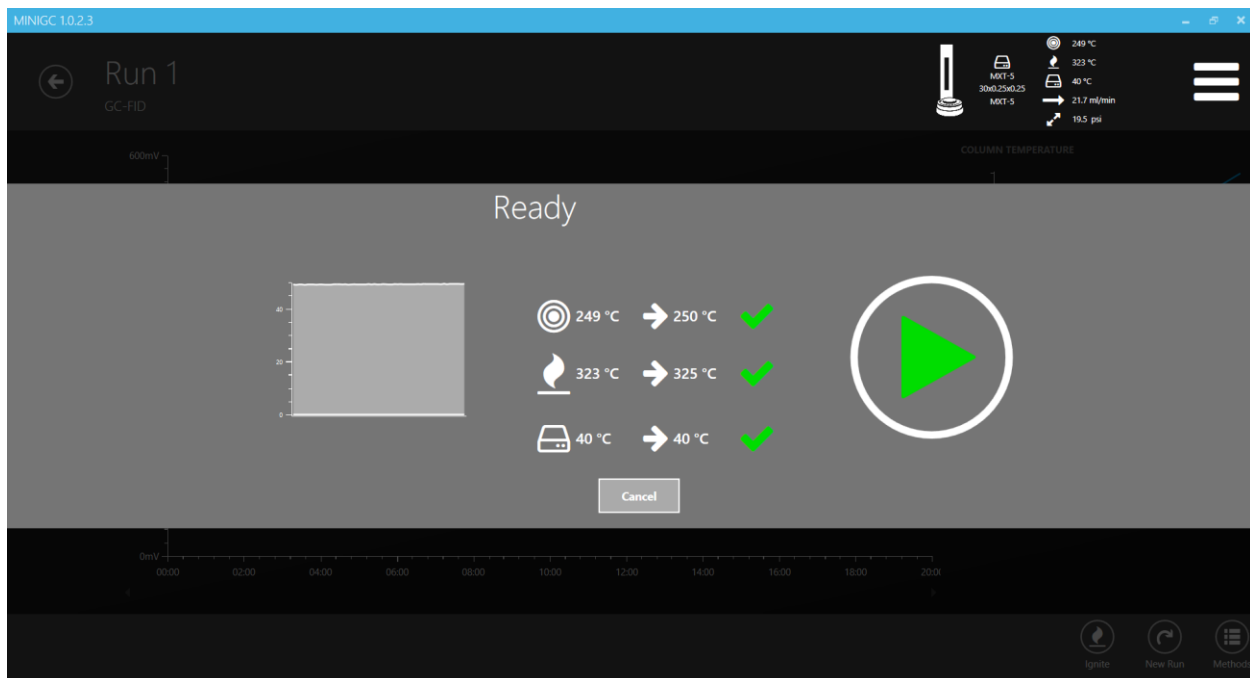 MINIGC 1.0.2.3
Run 1
GC-FID
MXT-5
30x0.25x0.25
MXT-5
249 °C
323 °C
40 °C
21.7 ml/min
19.5 psi
600mV
COLUMN TEMPERATURE
1
Ready
40
20
0
249 °C 250 °C
323 °C 325 °C
40 °C 40 °C
Cancel
0mV
00:00 02:00 04:00 06:00 08:00 10:00 12:00 14:00 16:00 18:00 20:00
Ignite New Run Methods